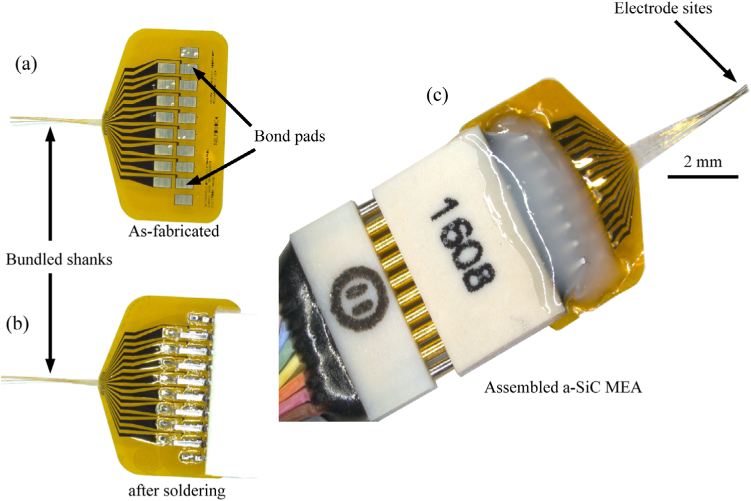 Electrode sites
(a)
(c)
Bond pads
2 mm
As-fabricated
1608
Bundled shanks
(b)
Assembled a-SiC MEA
after soldering